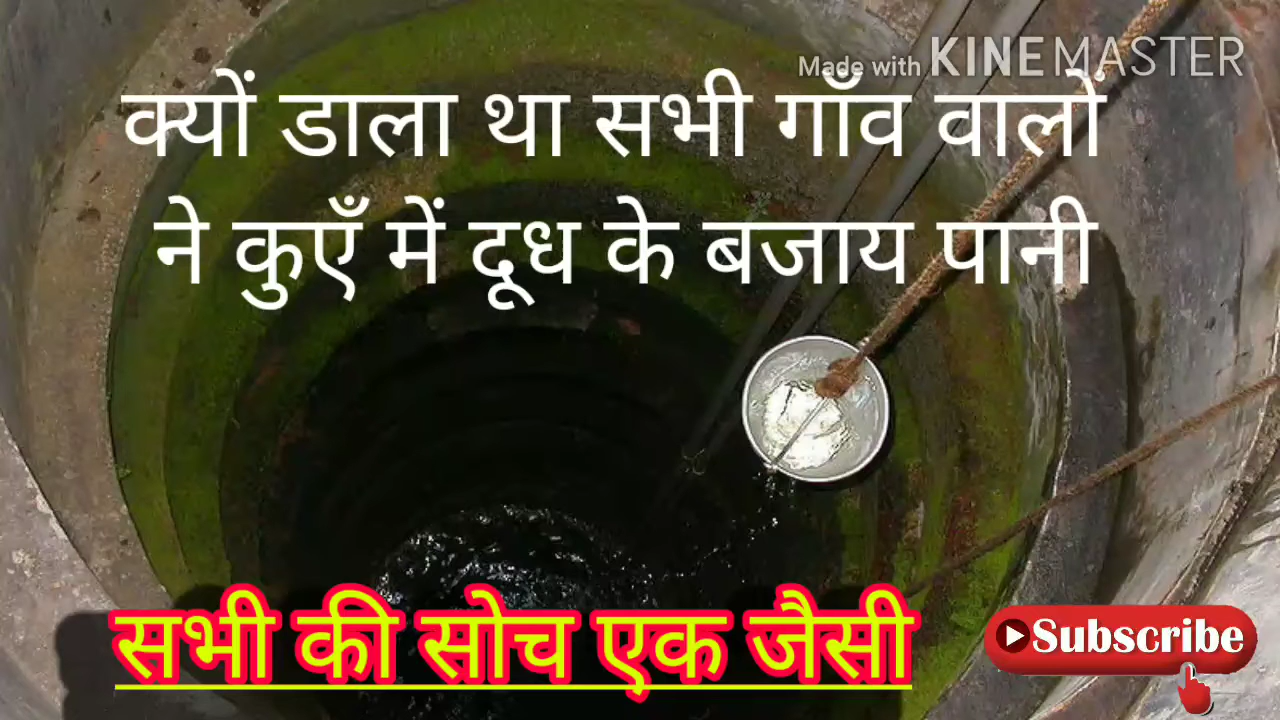 Made with KINEMASTER
क्यों डाला था सभी गाँव वालों
ने कुएँ में दूध के बजाय पानी
सभी की सोच एक जैसी
Subscribe